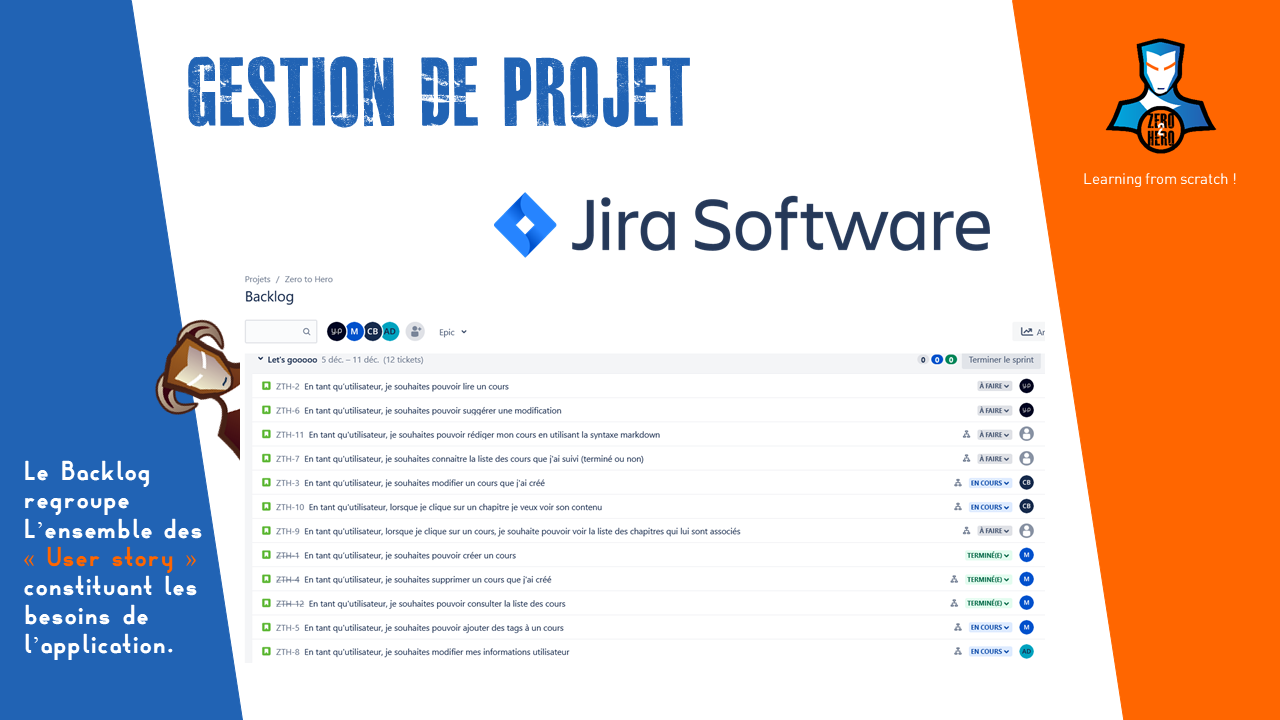 GESTION DE PROJET
ZERO
2
HERO
Learning from scratch !
Jira Software
Projets / Zero to Hero
Backlog
M CB AD
Epic
Ar
Let's gooooo 5 déc. – 11 déc. (12 tickets) 0 0 0 Terminer le sprint
ZTH-2 En tant qu'utilisateur, je souhaites pouvoir lire un cours À FAIRE
ZTH-6 En tant qu'utilisateur, je souhaites pouvoir suggérer une modification À FAIRE
ZTH-11 En tant qu'utilisateur, je souhaites pouvoir rédiger mon cours en utilisant la syntaxe markdown À FAIRE
ZTH-7 En tant qu'utilisateur, je souhaites connaitre la liste des cours que j'ai suivi (terminé ou non) À FAIRE
ZTH-3 En tant qu'utilisateur, je souhaites modifier un cours que j'ai créé EN COURS CB
ZTH-10 En tant qu'utilisateur, lorsque je clique sur un chapitre je veux voir son contenu EN COURS CB
ZTH-9 En tant qu'utilisateur, lorsque je clique sur un cours, je souhaite pouvoir voir la liste des chapitres qui lui sont associés À FAIRE
ZTH-1 En tant qu'utilisateur, je souhaites pouvoir créer un cours TERMINÉ(E) M
ZTH-4 En tant qu'utilisateur, je souhaites supprimer un cours que j'ai créé TERMINÉ(E) M
ZTH-12 En tant qu'utilisateur, je souhaites pouvoir consulter la liste des cours TERMINÉ(E) M
ZTH-5 En tant qu'utilisateur, je souhaites pouvoir ajouter des tags à un cours EN COURS M
ZTH-8 En tant qu'utilisateur, je souhaites modifier mes informations utilisateur EN COURS AD
Le Backlog
regroupe
L'ensemble des
« User story »
constituant les
besoins de
l'application.